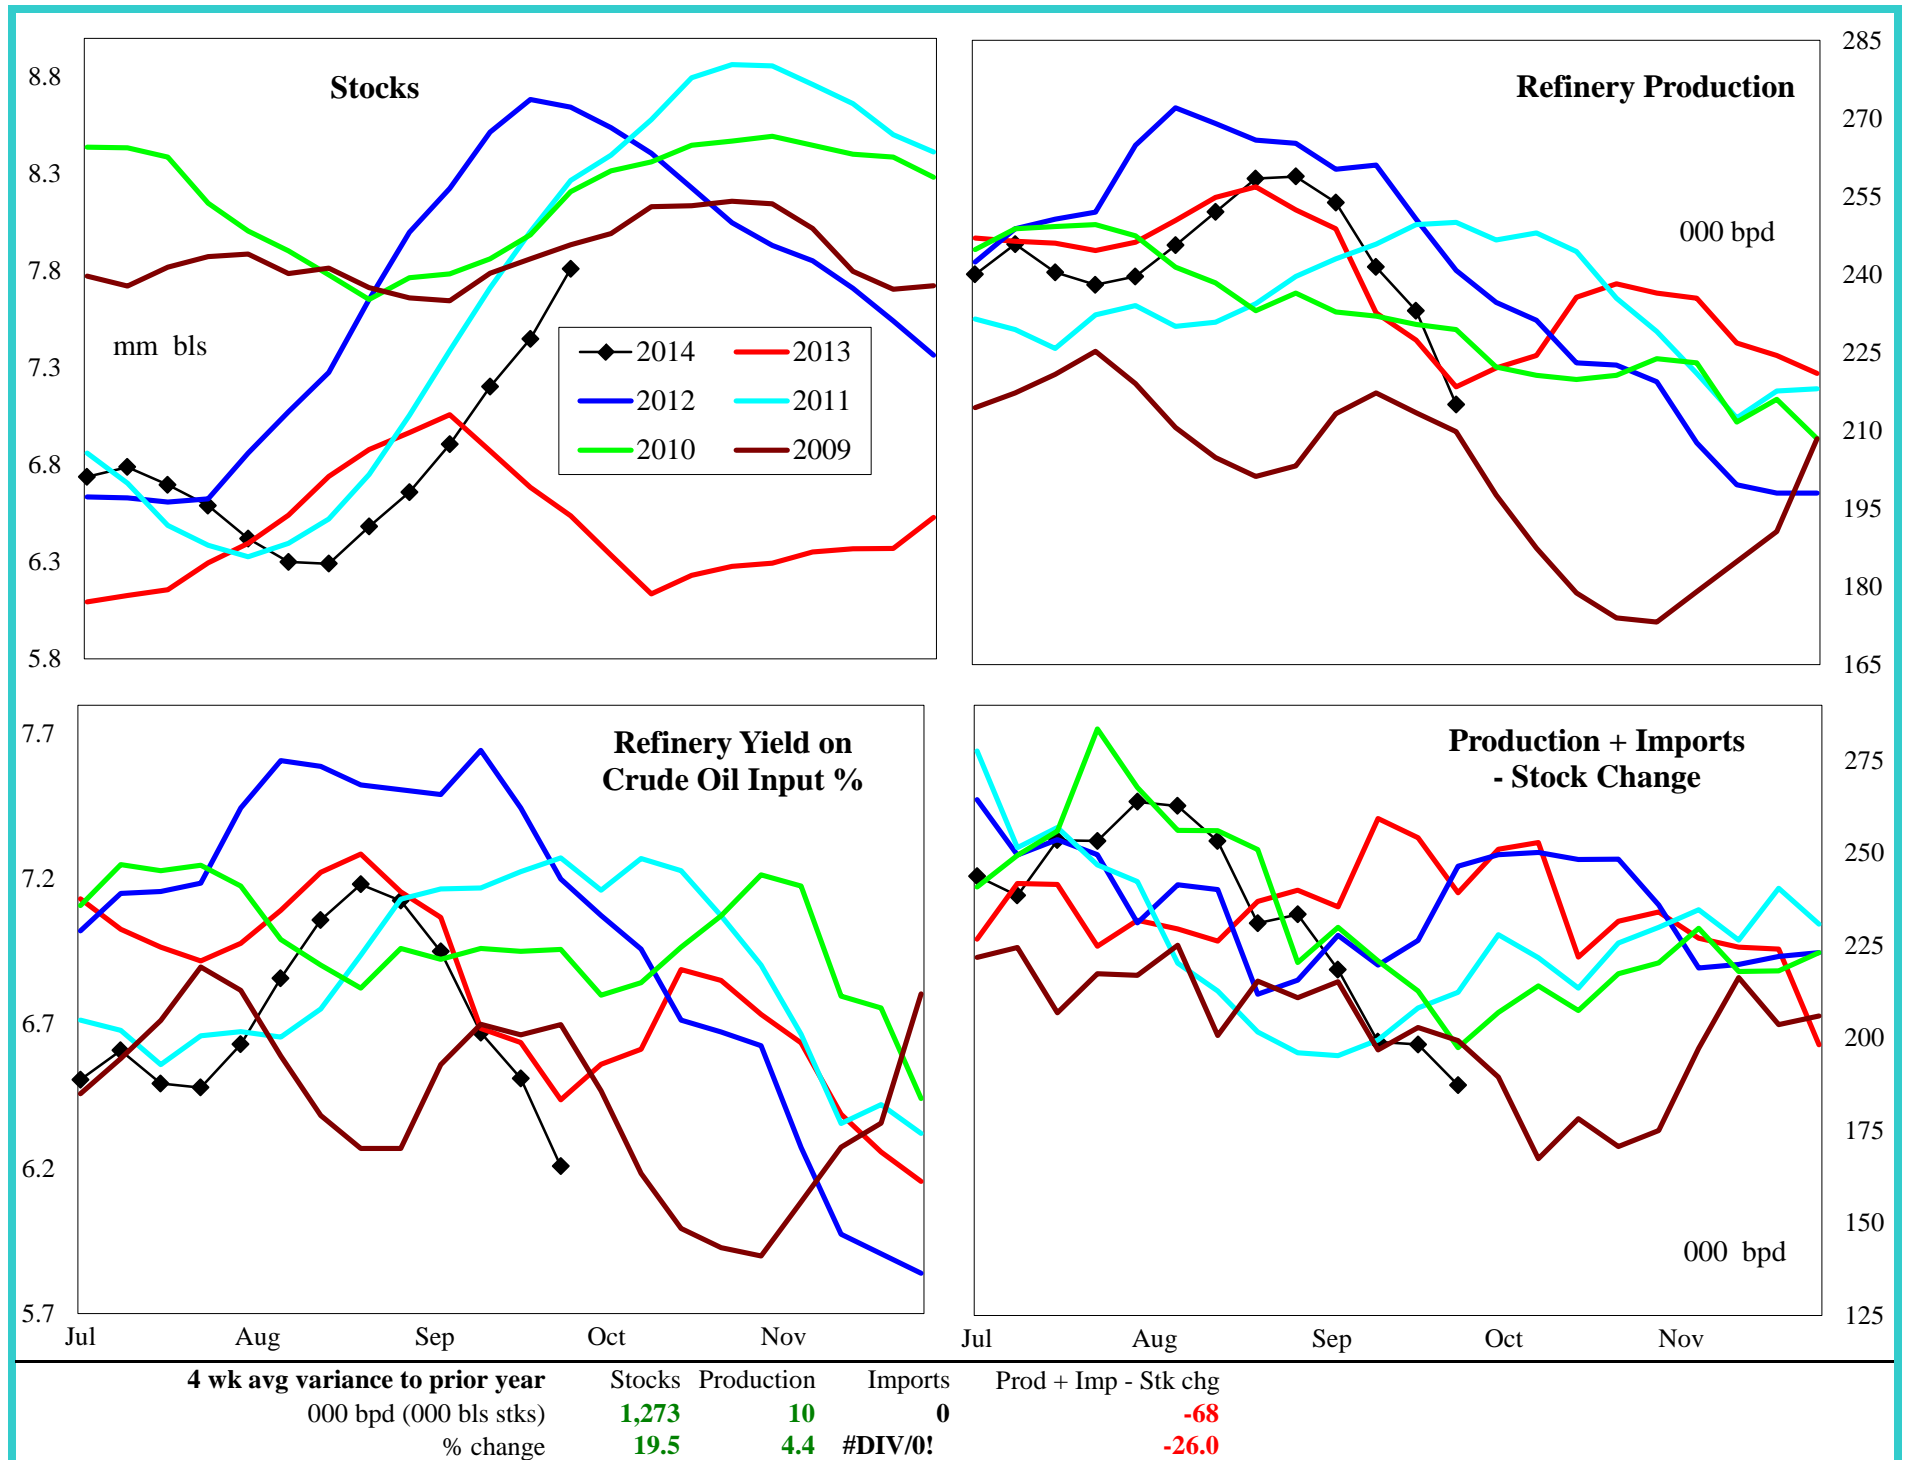 Stocks
8.8
8.3
7.8
7.3
6.8
6.3
5.8
mm bls
2014 2013
2012 2011
2010 2009
Refinery Production
000 bpd
285
270
255
240
225
210
195
180
165
Refinery Yield on
Crude Oil Input %
7.7
7.2
6.7
6.2
5.7
Jul Aug Sep Oct Nov
Production + Imports
- Stock Change
275
250
225
200
175
150
125
000 bpd
Jul Aug Sep Oct Nov
4 wk avg variance to prior year Stocks Production Imports Prod + Imp - Stk chg
000 bpd (000 bls stks) 1,273 10 0 -68
% change 19.5 4.4 #DIV/0! -26.0